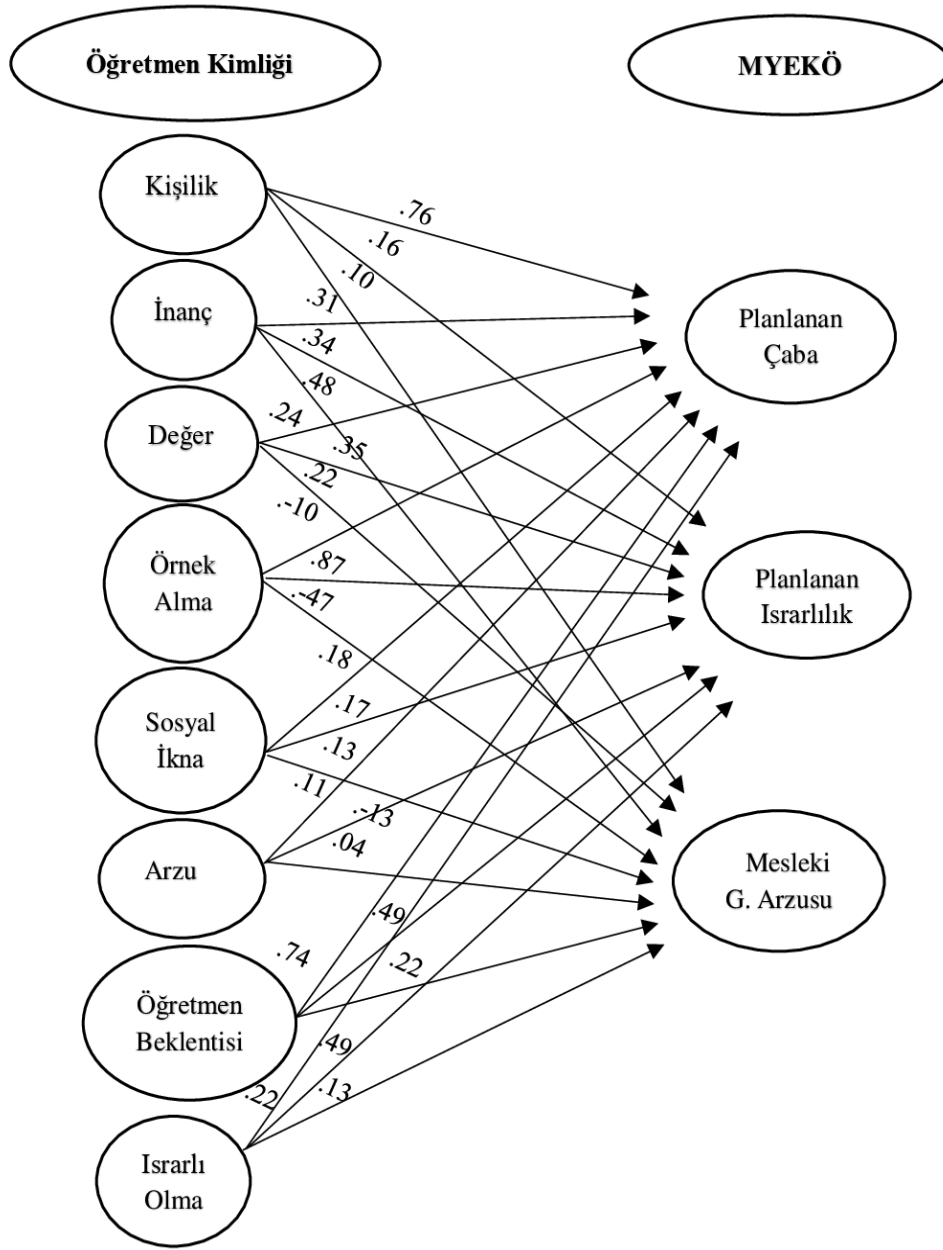 Öğretmen Kimliği
MYEKÖ
Kişilik
.76
.16
.10
İnanç
.31
.34
.48
Planlanan
Çaba
Değer
.24
.35
.22
.-10
Örnek
Alma
.87
.-47
.18
Planlanan
Israrlılık
Sosyal
İkna
.17
.13
.11
.-13
.04
Arzu
Mesleki
G. Arzusu
.49
.74
.22
Öğretmen
Beklentisi
.49
.13
.22
Israrlı
Olma